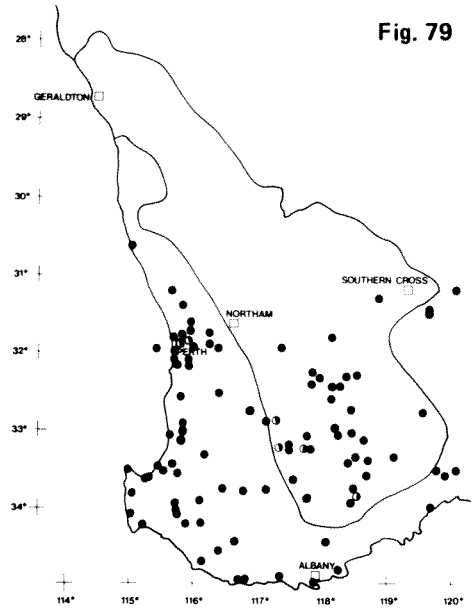 Fig. 79
28°
GERALDTON
29°
30°
31°
SOUTHERN CROSS
NORTHAM
32°
PERTH
33°
34°
ALBANY
114° 115° 116° 117° 118° 119° 120°